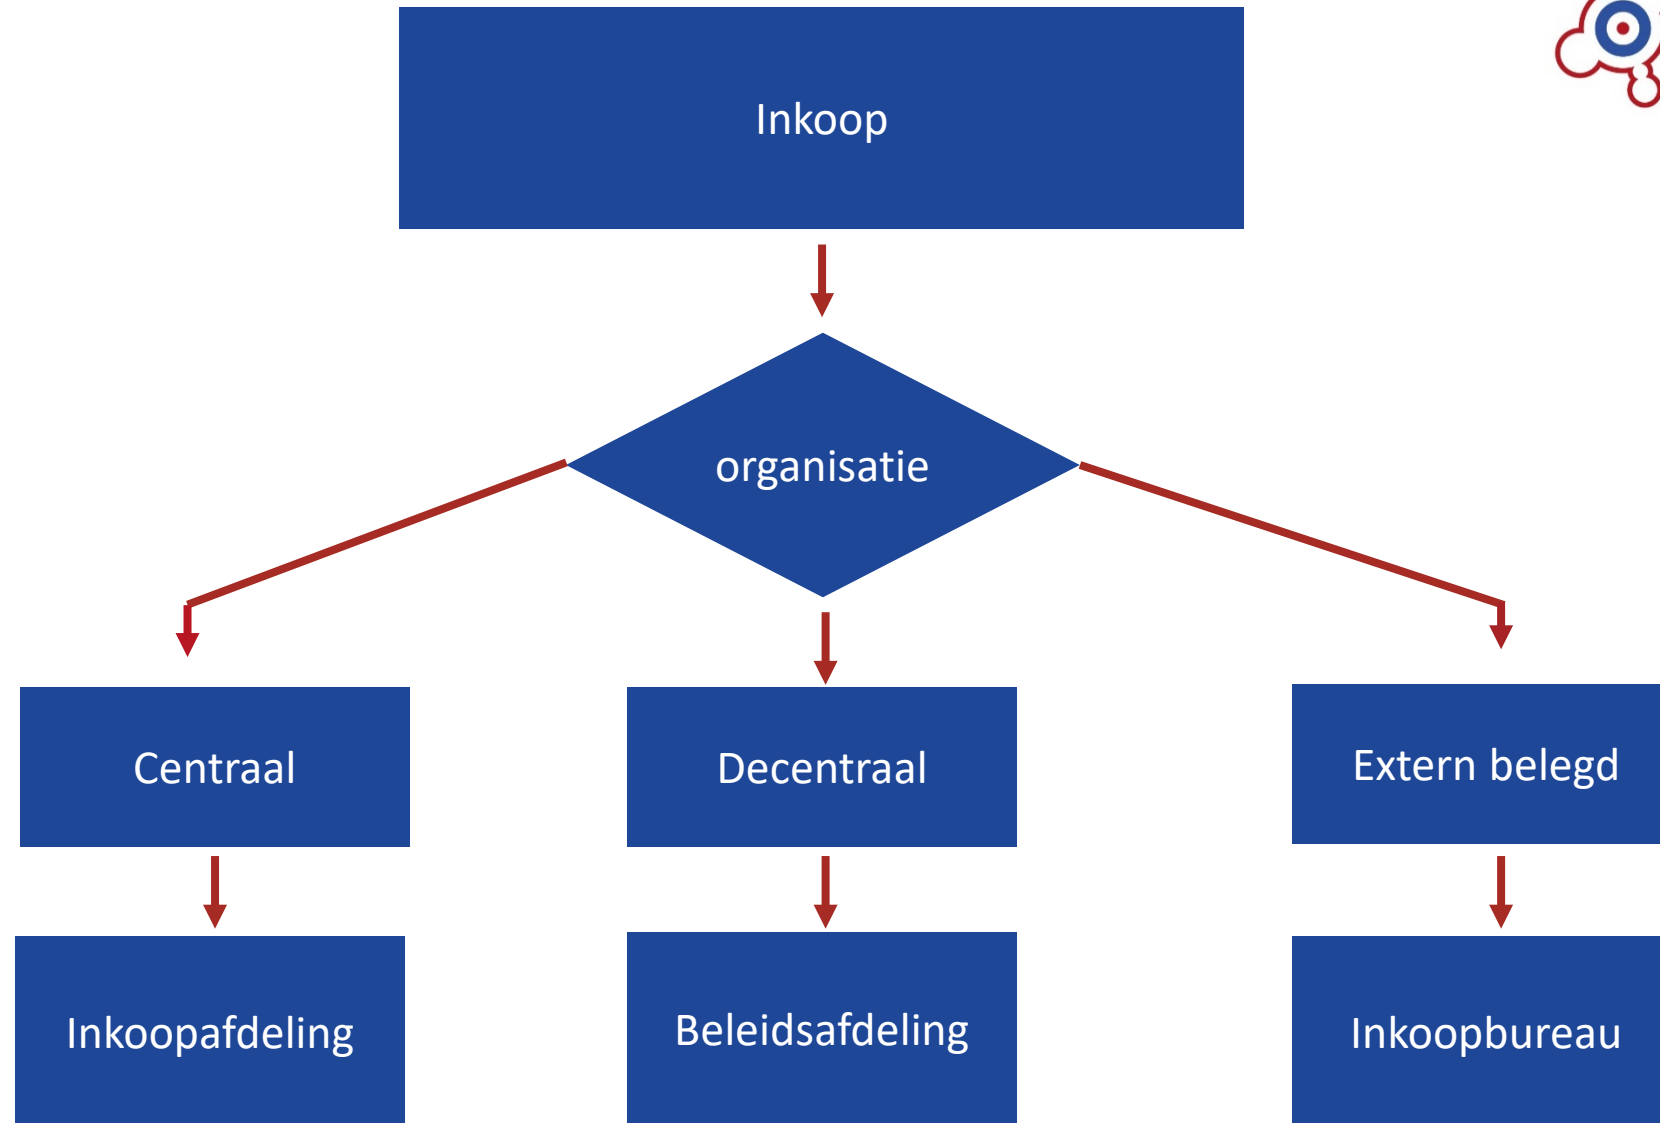 Inkoop
organisatie
Centraal
Decentraal
Extern belegd
Inkoopafdeling
Beleidsafdeling
Inkoopbureau